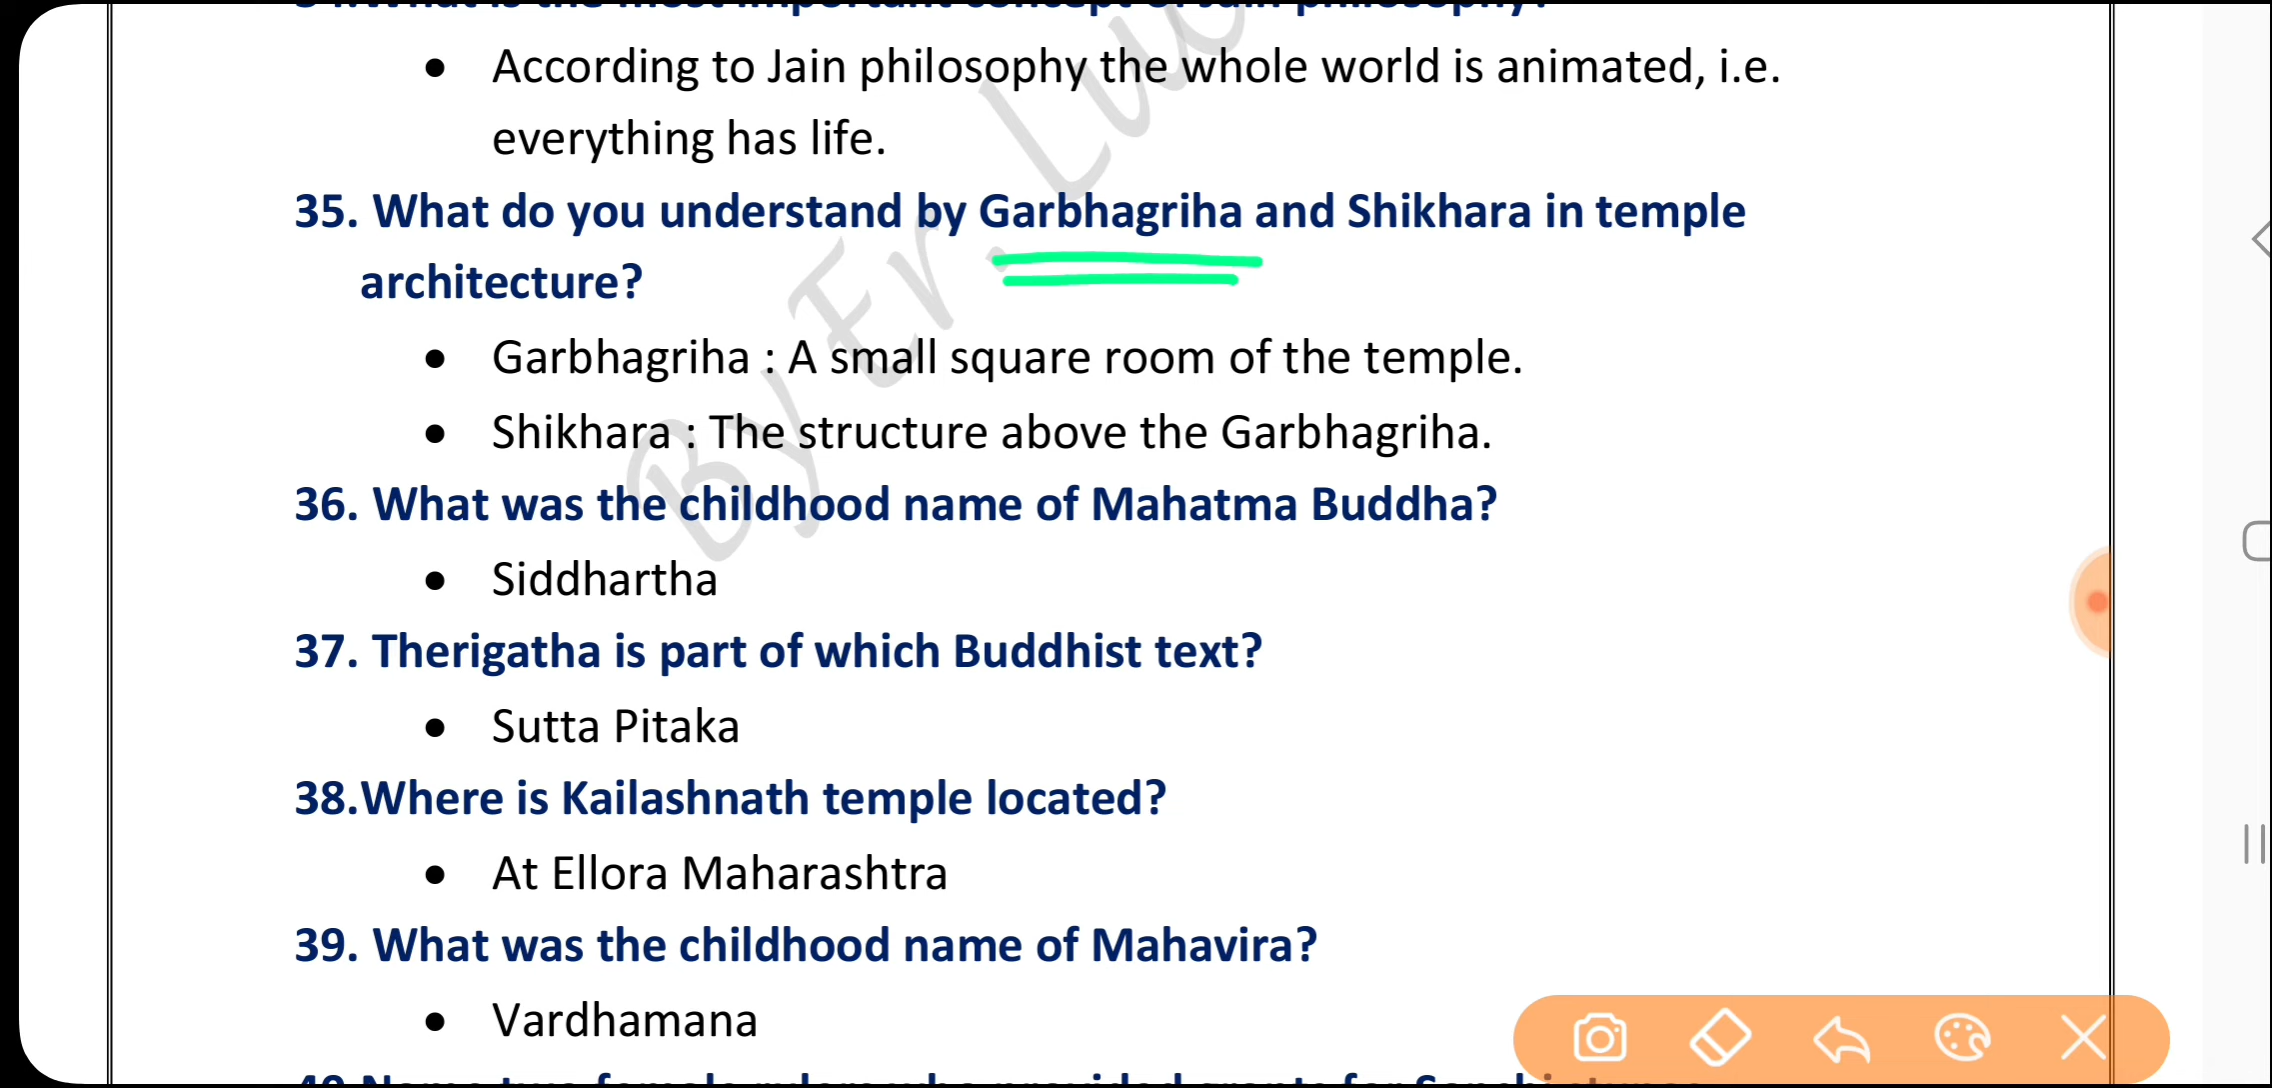 According to Jain philosophy the whole world is animated, i.e.
everything has life.
35. What do you understand by Garbhagriha and Shikhara in temple
architecture?
Garbhagriha : A small square room of the temple.
Shikhara : The structure above the Garbhagriha.
36. What was the childhood name of Mahatma Buddha?
Siddhartha
37. Therigatha is part of which Buddhist text?
Sutta Pitaka
38.Where is Kailashnath temple located?
At Ellora Maharashtra
39. What was the childhood name of Mahavira?
Vardhamana
By Er.